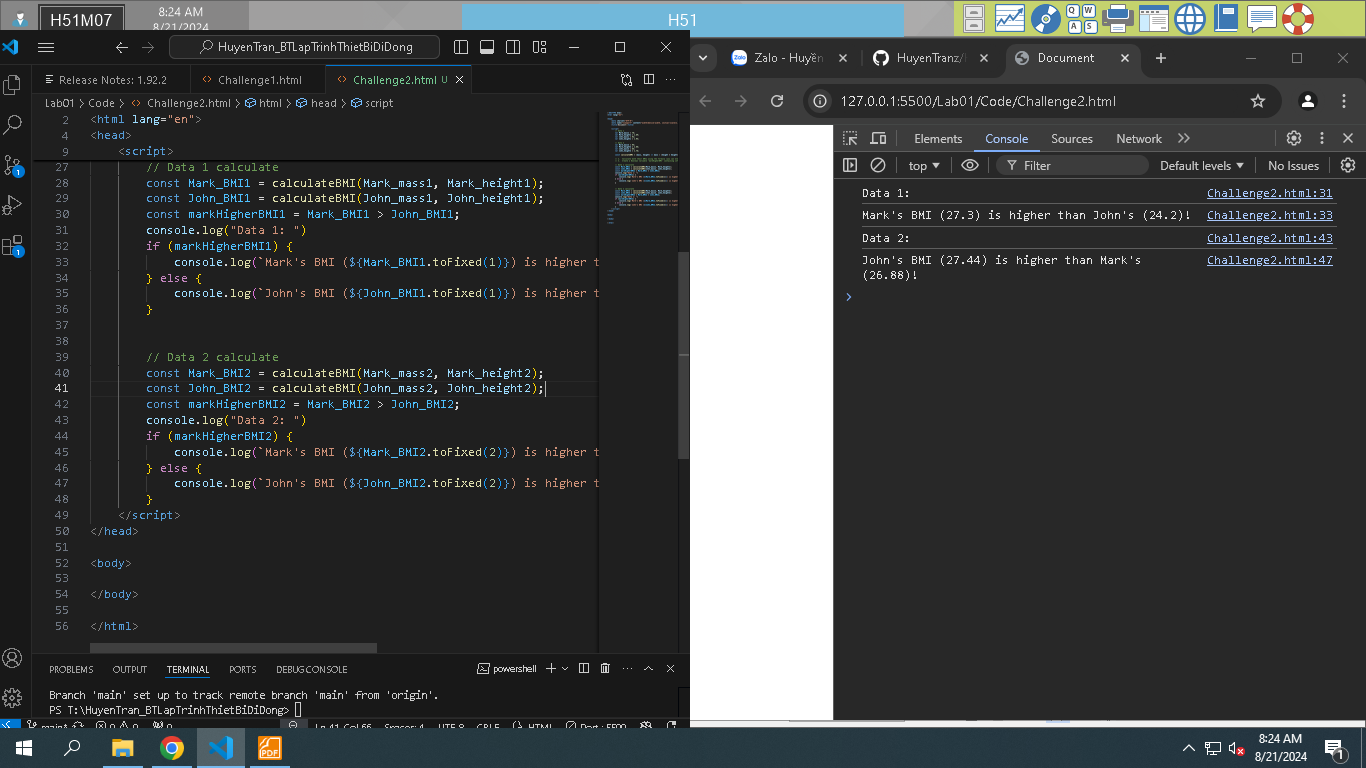 H51M07
8:24 AM
8/21/2024
H51
Q W
A S
HuyenTran_BTLapTrinhThietBiDiDong
Release Notes: 1.92.2
Challenge1.html
Challenge2.html U
Lab01 > Code > Challenge2.html > html > head > script
2 <html lang="en">
4 <head>
9 <script>
27 // Data 1 calculate
28 const Mark_BMI1 = calculateBMI(Mark_mass1, Mark_height1);
29 const John_BMI1 = calculateBMI(John_mass1, John_height1);
30 const markHigherBMI1 = Mark_BMI1 > John_BMI1;
31 console.log("Data 1: ")
32 if (markHigherBMI1) {
33 console.log(`Mark's BMI (${Mark_BMI1.toFixed(1)}) is higher t
34 } else {
35 console.log(`John's BMI (${John_BMI1.toFixed(1)}) is higher t
36 }
37
38
39 // Data 2 calculate
40 const Mark_BMI2 = calculateBMI(Mark_mass2, Mark_height2);
41 const John_BMI2 = calculateBMI(John_mass2, John_height2);
42 const markHigherBMI2 = Mark_BMI2 > John_BMI2;
43 console.log("Data 2: ")
44 if (markHigherBMI2) {
45 console.log(`Mark's BMI (${Mark_BMI2.toFixed(2)}) is higher t
46 } else {
47 console.log(`John's BMI (${John_BMI2.toFixed(2)}) is higher t
48 }
49 </script>
50 </head>
51
52 <body>
53
54 </body>
55
56 </html>
PROBLEMS OUTPUT TERMINAL PORTS DEBUG CONSOLE
powershell
Branch 'main' set up to track remote branch 'main' from 'origin'.
PS T:\HuyenTran_BTLapTrinhThietBiDiDong>
main* 0 0 0 Ln 41, Col 66 Spaces: 4 UTF-8 CRLF HTML Port : 5500
Zalo - Huyền
HuyenTranz/
Document
127.0.0.1:5500/Lab01/Code/Challenge2.html
Elements Console Sources Network
top Filter Default levels No Issues
Data 1: Challenge2.html:31
Mark's BMI (27.3) is higher than John's (24.2)! Challenge2.html:33
Data 2: Challenge2.html:43
John's BMI (27.44) is higher than Mark's Challenge2.html:47
(26.88)!
PDF
8:24 AM
8/21/2024
1